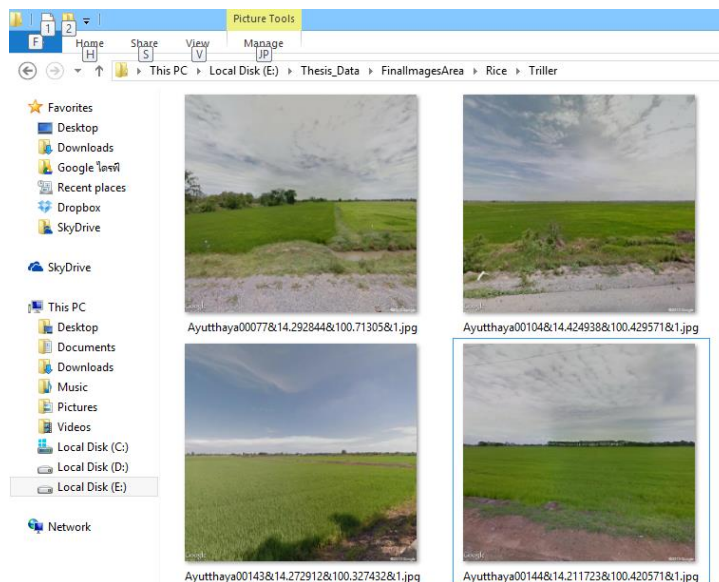 Picture Tools
1 2
F
Home Share View Manage
H S V JP
This PC Local Disk (E:) Thesis_Data FinalImagesArea Rice Triller
Favorites
Desktop
Downloads
Google ไดรฟ์
Recent places
Dropbox
SkyDrive
SkyDrive
This PC
Desktop
Documents
Downloads
Music
Pictures
Videos
Local Disk (C:)
Local Disk (D:)
Local Disk (E:)
Network
Ayutthaya00077&14.292844&100.71305&1.jpg
Ayutthaya00104&14.424938&100.429571&1.jpg
Google
Ayutthaya00143&14.272912&100.327432&1.jpg
Ayutthaya00144&14.211723&100.420571&1.jpg